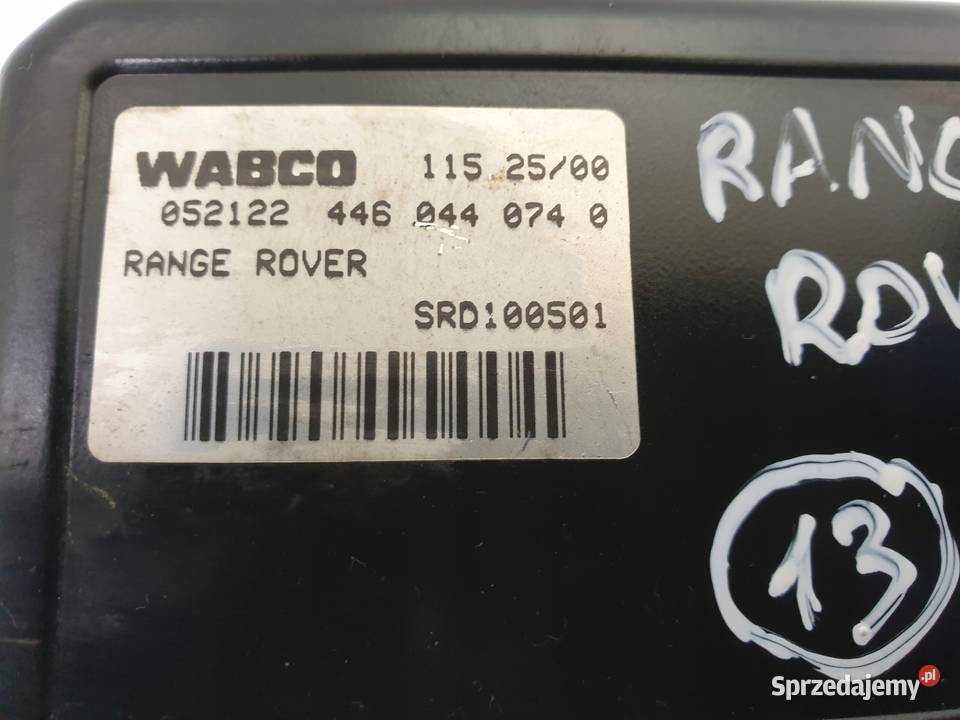 WABCO 115 25/00
052122 446 044 074 0
RANGE ROVER
SRD100501
RANG
ROV
13
Sprzedajemy.pl